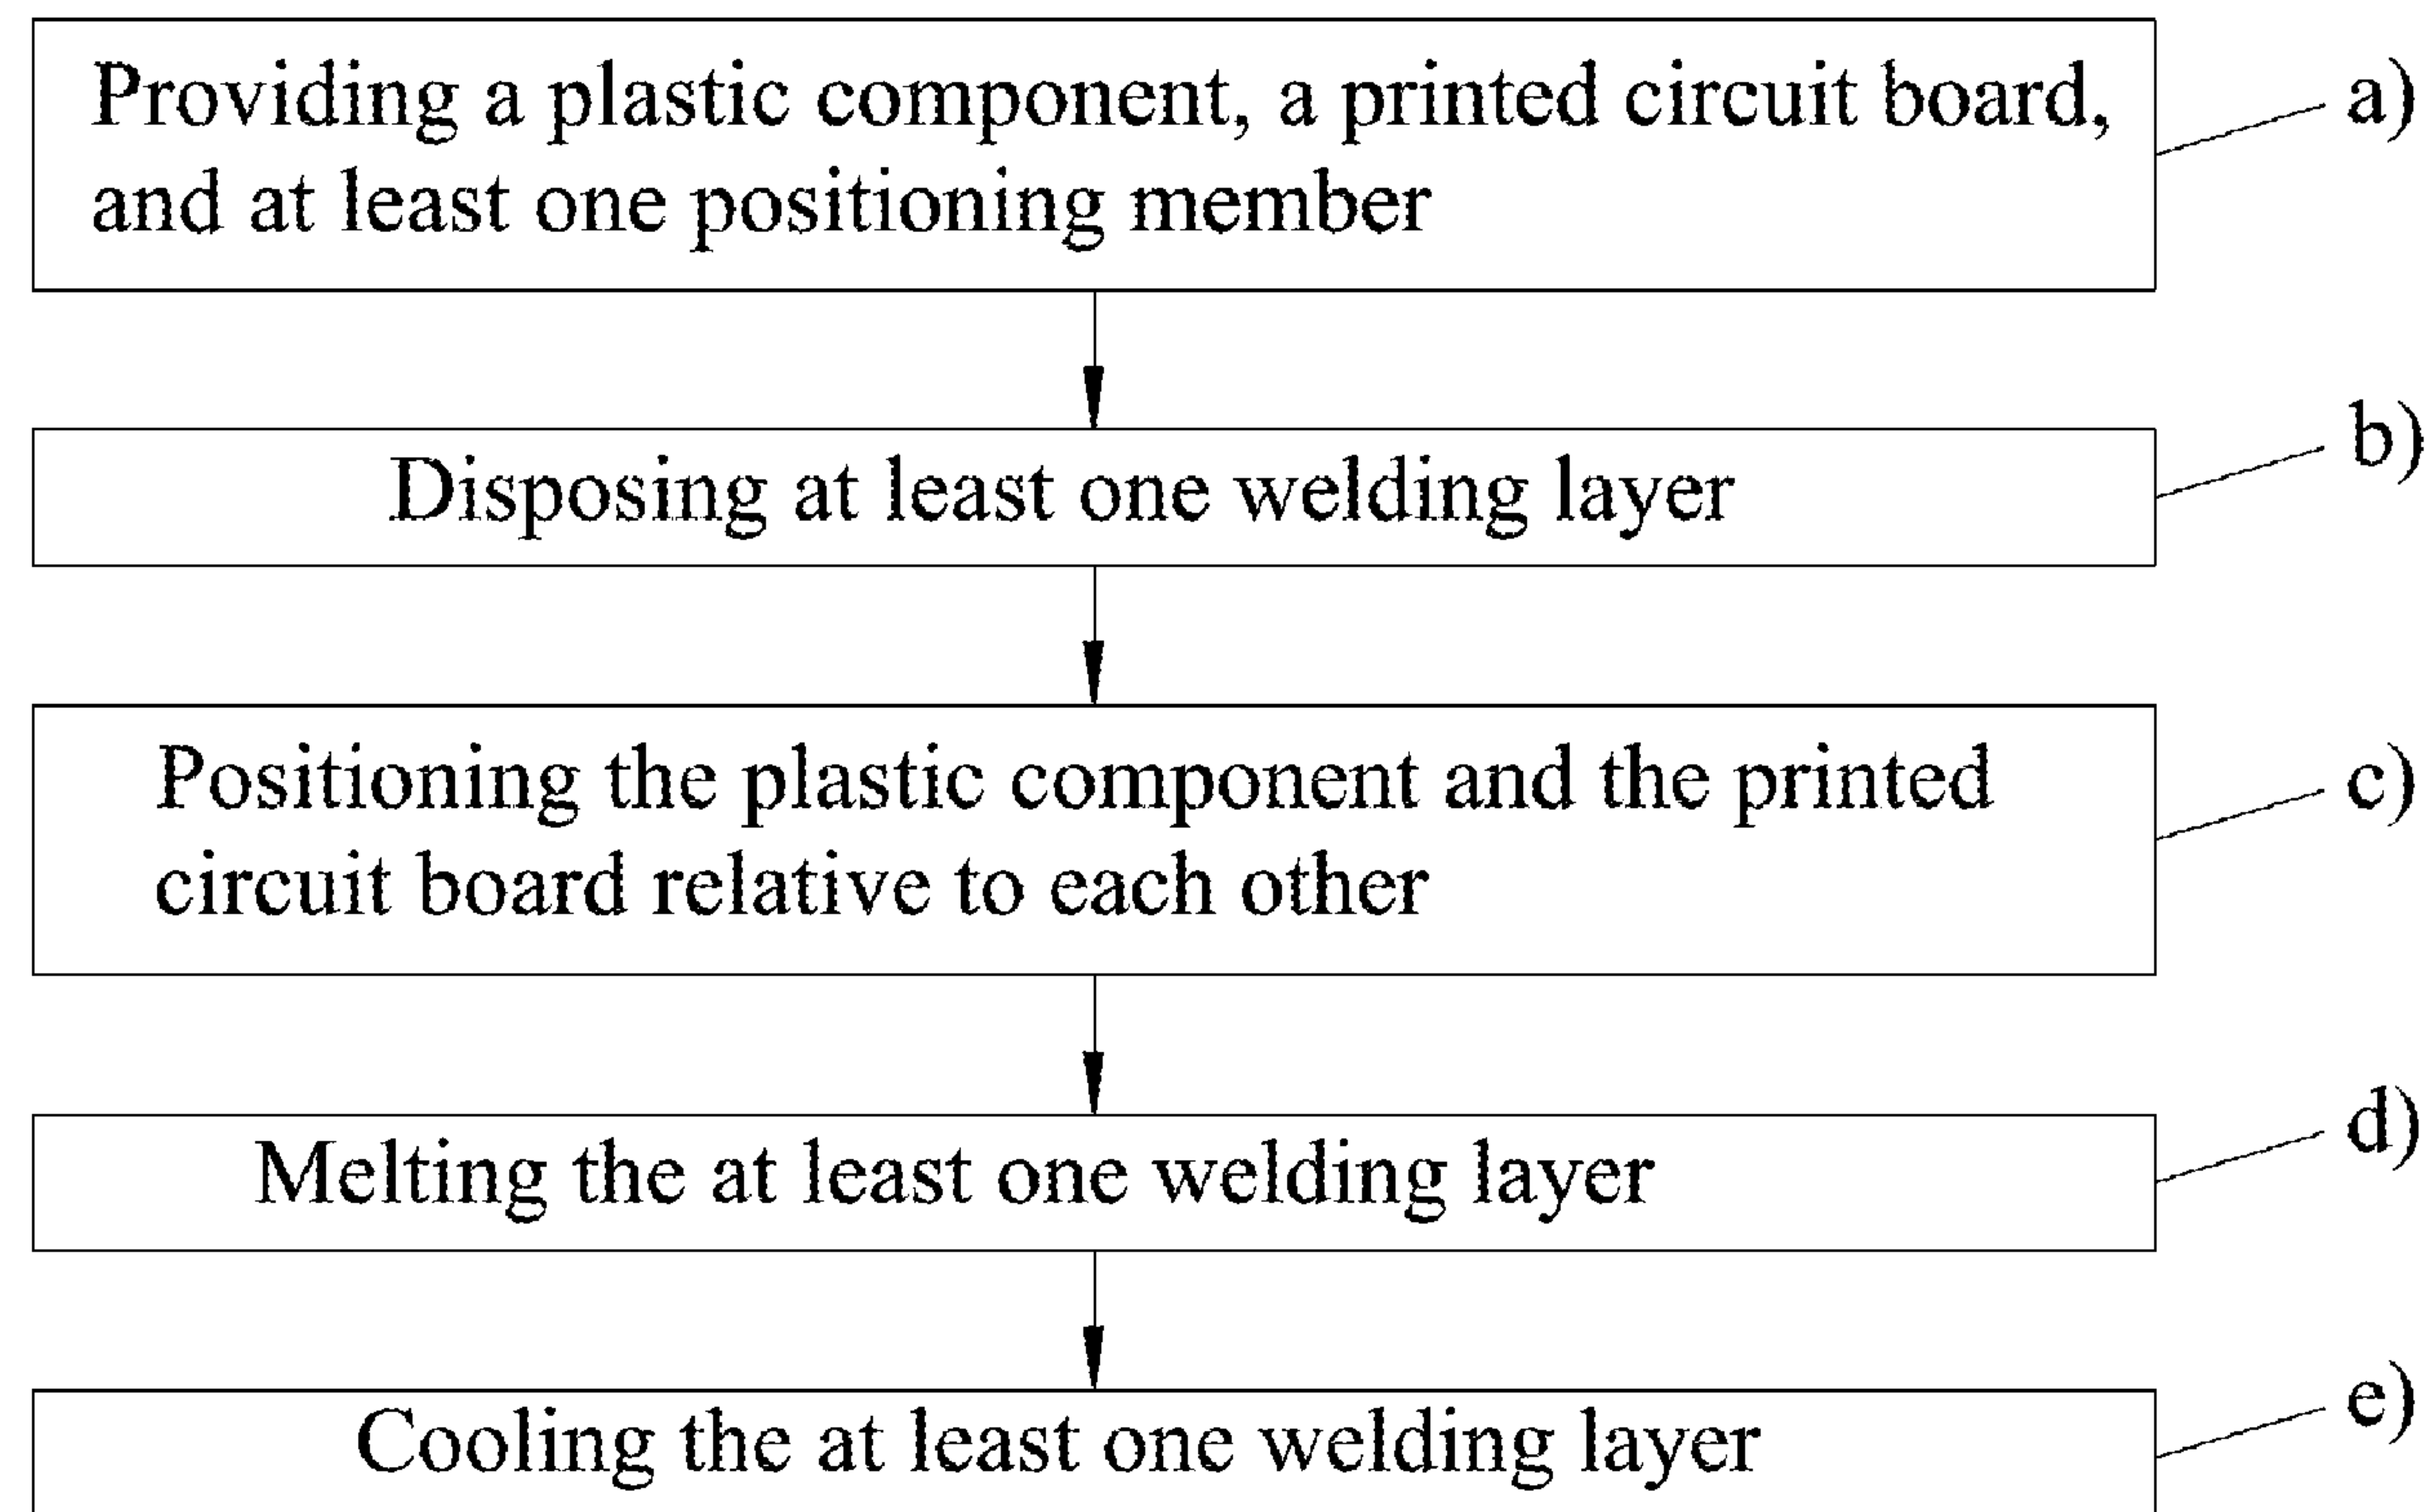 Providing a plastic component, a printed circuit board, a)
and at least one positioning member
Disposing at least one welding layer b)
Positioning the plastic component and the printed c)
circuit board relative to each other
Melting the at least one welding layer d)
Cooling the at least one welding layer e)